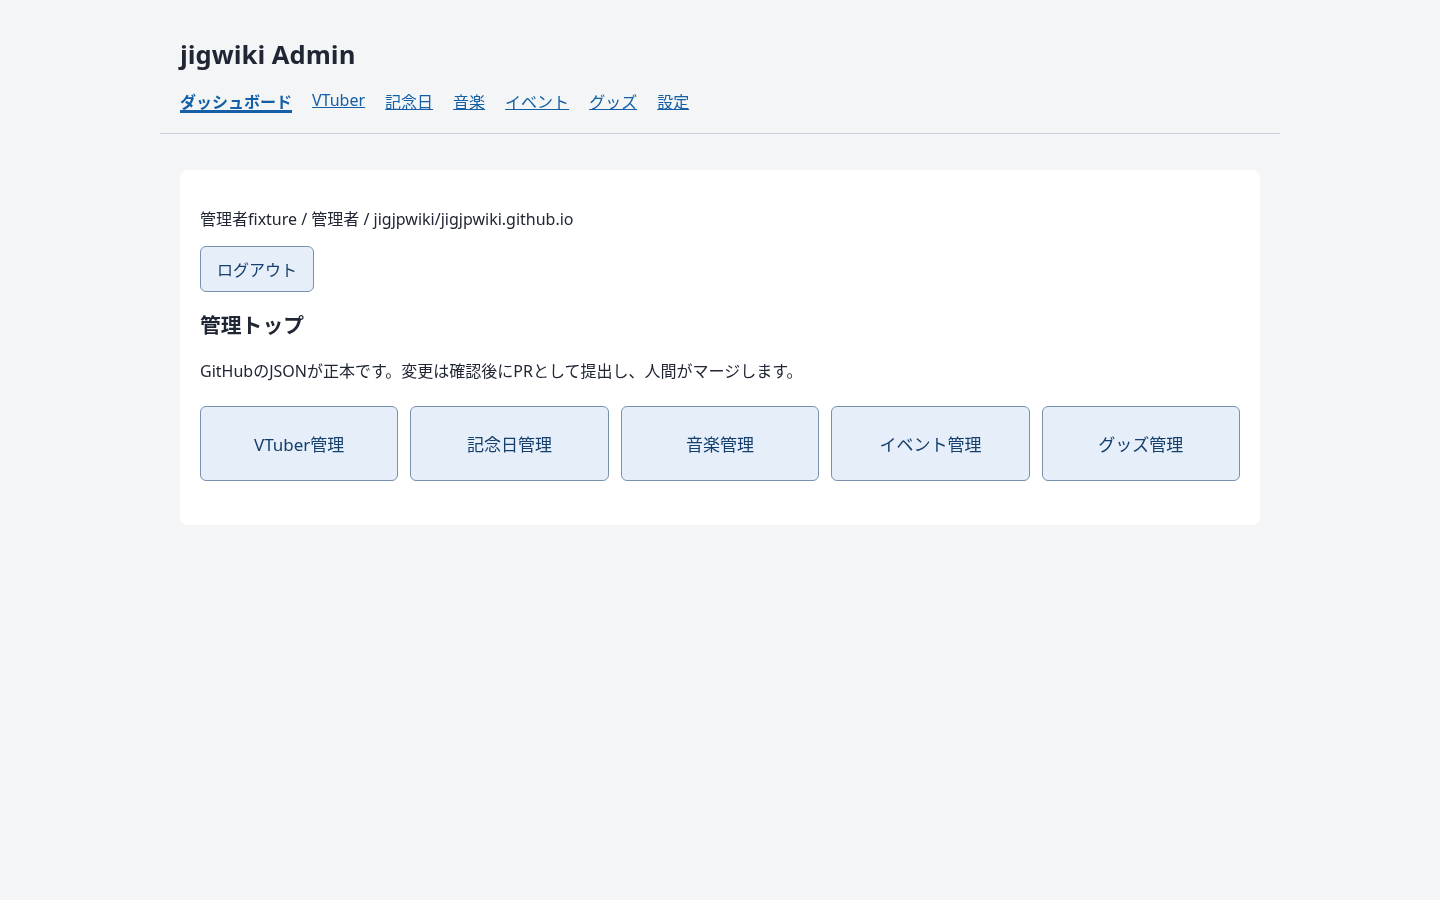 jigwiki Admin
ダッシュボード VTuber 記念日 音楽 イベント グッズ 設定
管理者fixture / 管理者 / jigjpwiki/jigjpwiki.github.io
ログアウト
管理トップ
GitHubのJSONが正本です。変更は確認後にPRとして提出し、人間がマージします。
VTuber管理 記念日管理 音楽管理 イベント管理 グッズ管理